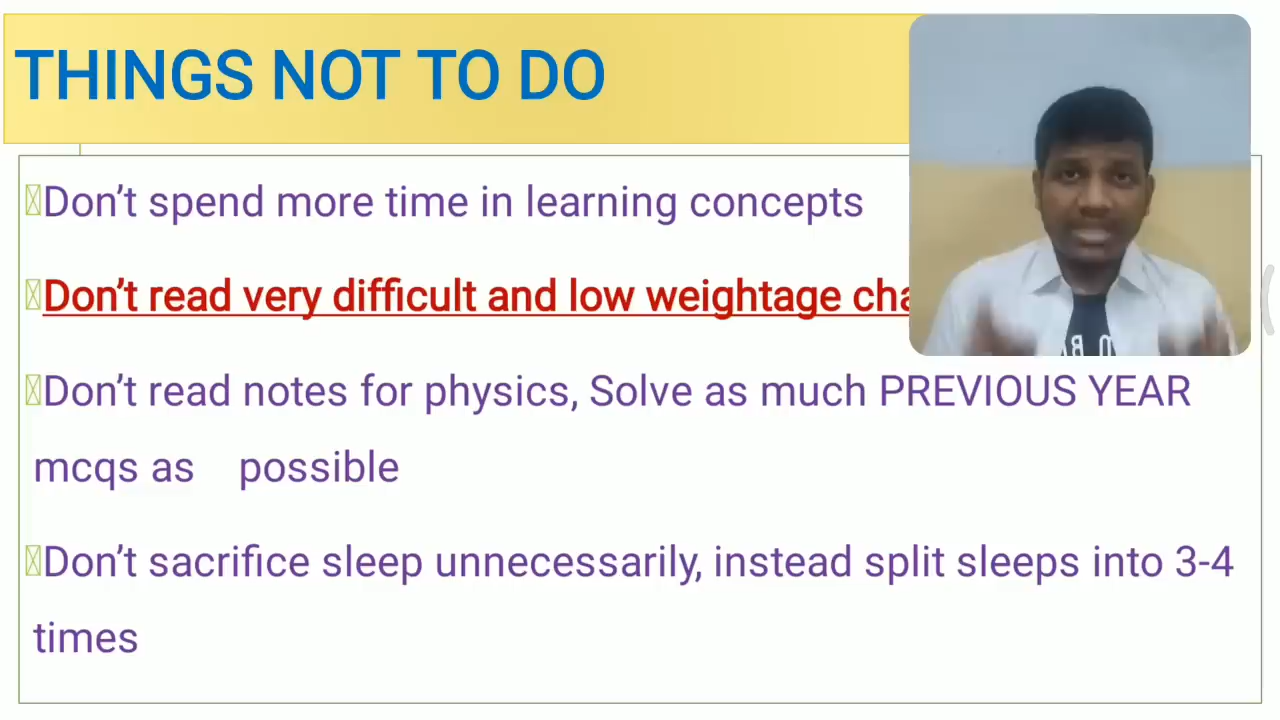 THINGS NOT TO DO
Don't spend more time in learning concepts
Don't read very difficult and low weightage
Don't read notes for physics, Solve as much PREVIOUS YEAR
mcqs as possible
Don't sacrifice sleep unnecessarily, instead split sleeps into 3-4
times